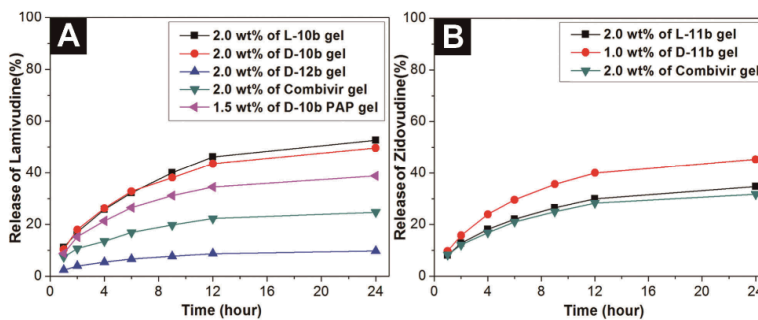 A
2.0 wt% of L-10b gel
2.0 wt% of D-10b gel
2.0 wt% of D-12b gel
2.0 wt% of Combivir gel
1.5 wt% of D-10b PAP gel
Release of Lamivudine(%)
100
80
60
40
20
0
0 4 8 12 16 20 24
Time (hour)
B
2.0 wt% of L-11b gel
1.0 wt% of D-11b gel
2.0 wt% of Combivir gel
Release of Zidovudine(%)
100
80
60
40
20
0
0 4 8 12 16 20 24
Time (hour)